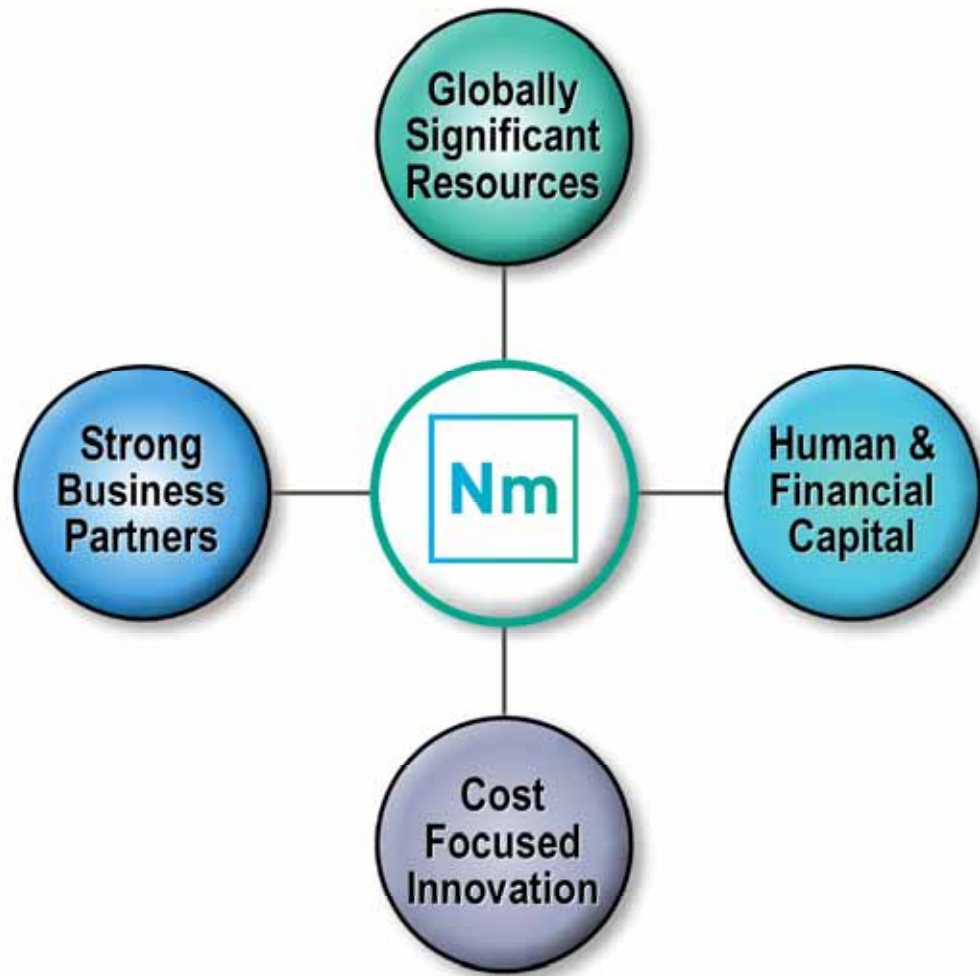 Globally
Significant
Resources
Strong
Business
Partners
Nm
Human &
Financial
Capital
Cost
Focused
Innovation